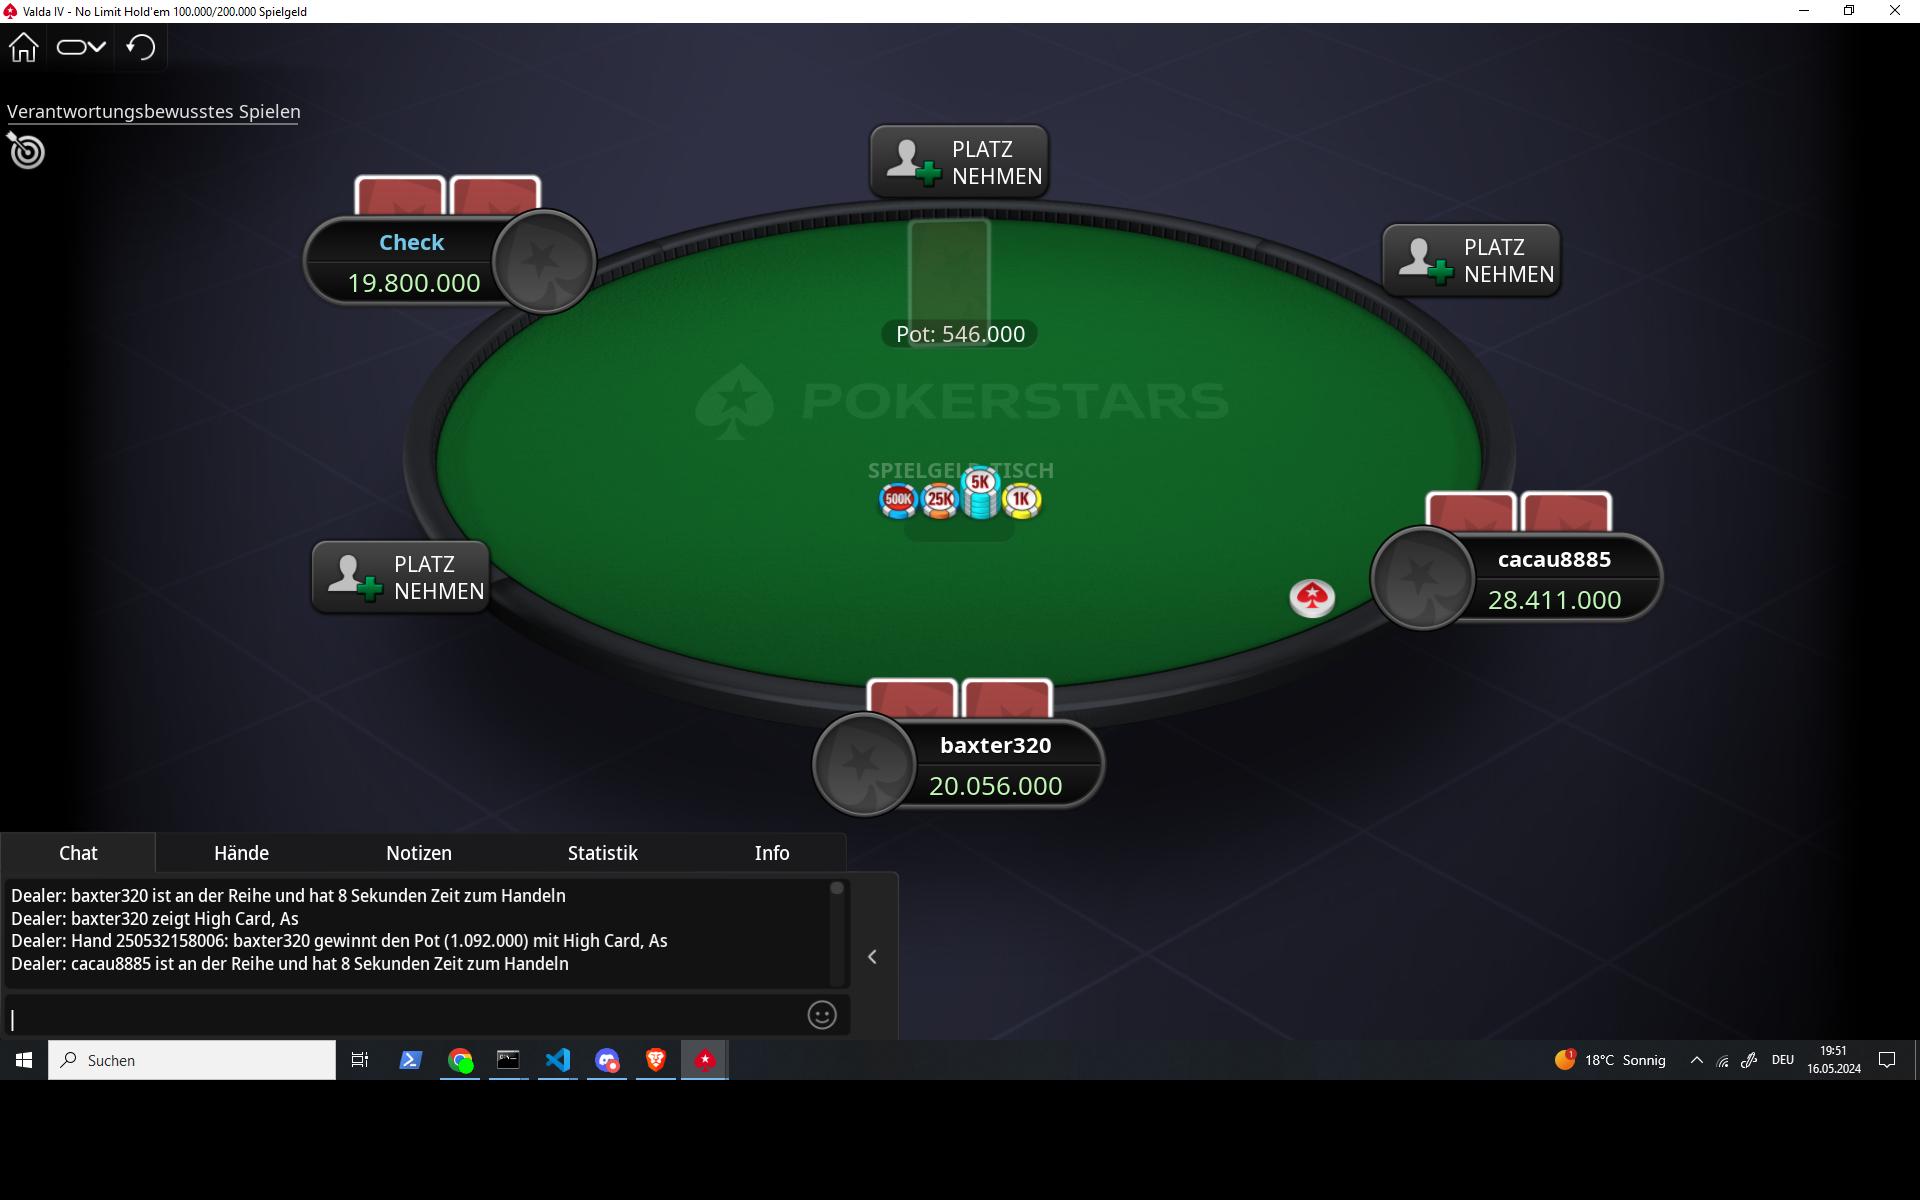 Valda IV - No Limit Hold'em 100.000/200.000 Spielgeld
Verantwortungsbewusstes Spielen
PLATZ
NEHMEN
PLATZ
NEHMEN
Check
19.800.000
Pot: 546.000
POKERSTARS
SPIELGELD-TISCH
500K
25K
5K
1K
PLATZ
NEHMEN
cacau8885
28.411.000
baxter320
20.056.000
Chat Hände Notizen Statistik Info
Dealer: baxter320 ist an der Reihe und hat 8 Sekunden Zeit zum Handeln
Dealer: baxter320 zeigt High Card, As
Dealer: Hand 250532158006: baxter320 gewinnt den Pot (1.092.000) mit High Card, As
Dealer: cacau8885 ist an der Reihe und hat 8 Sekunden Zeit zum Handeln
Suchen
1
18°C Sonnig
DEU
19:51
16.05.2024